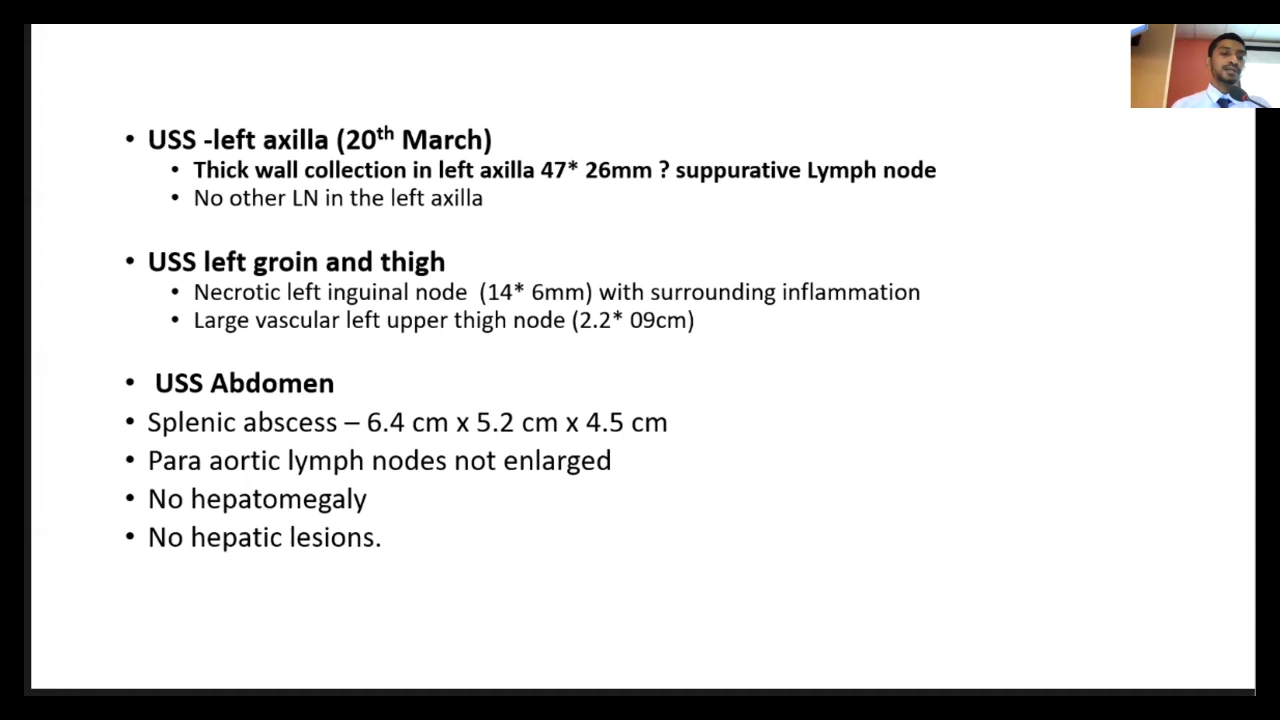 • USS -left axilla (20th March)
• Thick wall collection in left axilla 47* 26mm ? suppurative Lymph node
• No other LN in the left axilla
• USS left groin and thigh
• Necrotic left inguinal node (14* 6mm) with surrounding inflammation
• Large vascular left upper thigh node (2.2* 09cm)
• USS Abdomen
• Splenic abscess – 6.4 cm x 5.2 cm x 4.5 cm
• Para aortic lymph nodes not enlarged
• No hepatomegaly
• No hepatic lesions.